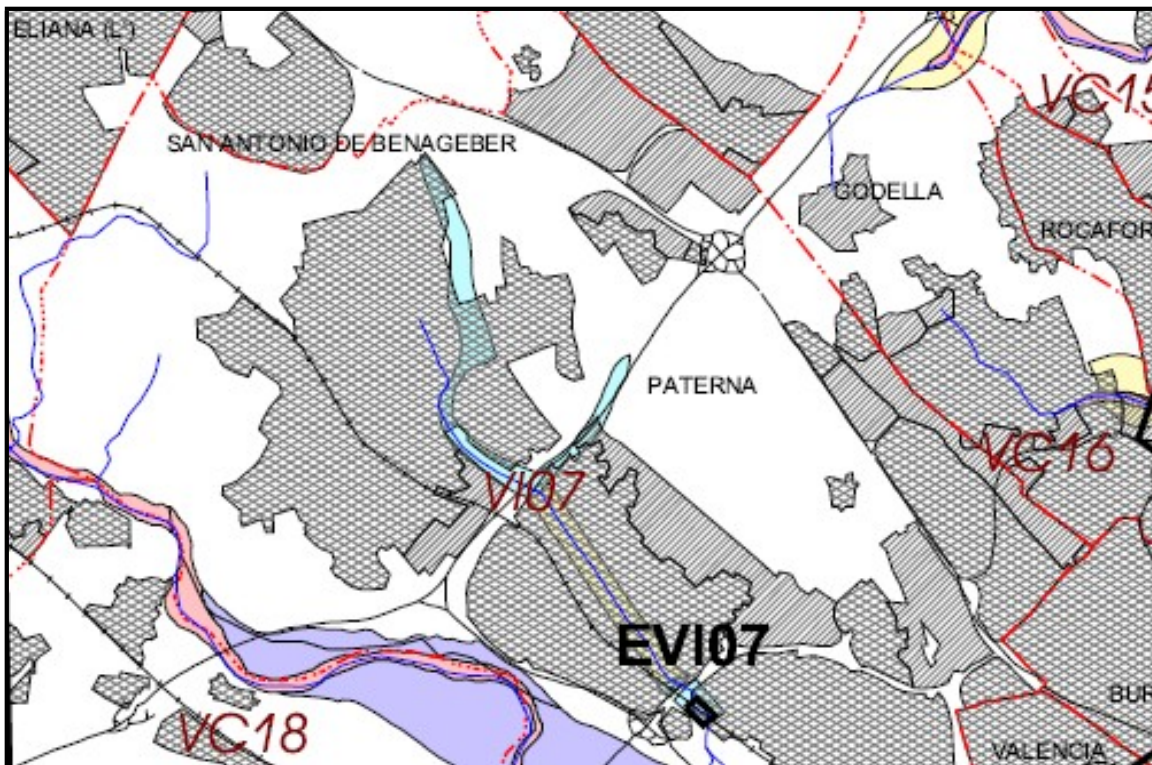 ELIANA (L')
VC15
SAN ANTONIO DE BENAGEBER
GODELLA
ROCAFOR
PATERNA
VC16
VI07
EVI07
BUR
VC18
VALENCIA